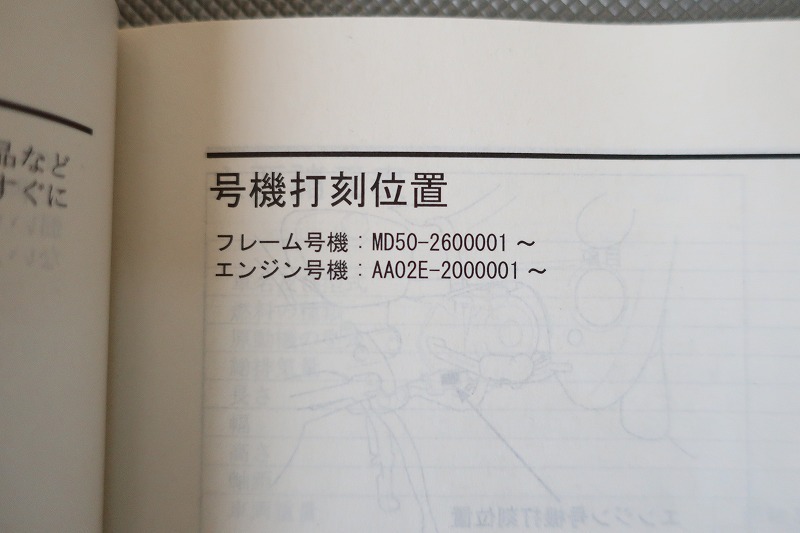 品など
すぐに
号機打刻位置
フレーム号機：MD50-2600001～
エンジン号機：AA02E-2000001～